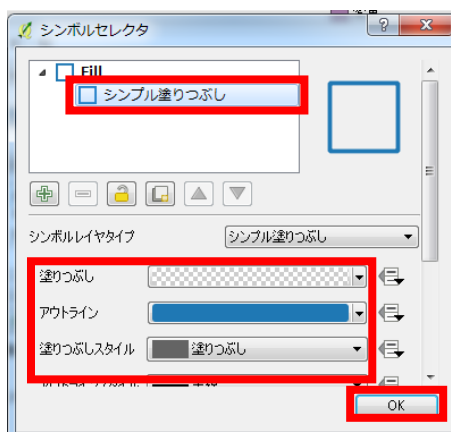 シンボルセレクタ
Fill
シンプル塗りつぶし
シンボルレイヤタイプ
シンプル塗りつぶし
塗りつぶし
アウトライン
塗りつぶしスタイル
塗りつぶし
OK